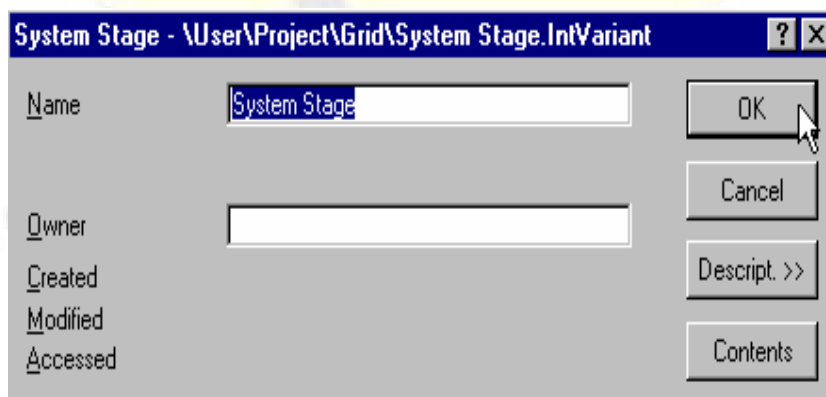 System Stage - \User\Project\Grid\System Stage.IntVariant
Name
System Stage
OK
Cancel
Owner
Descript. >>
Created
Modified
Accessed
Contents